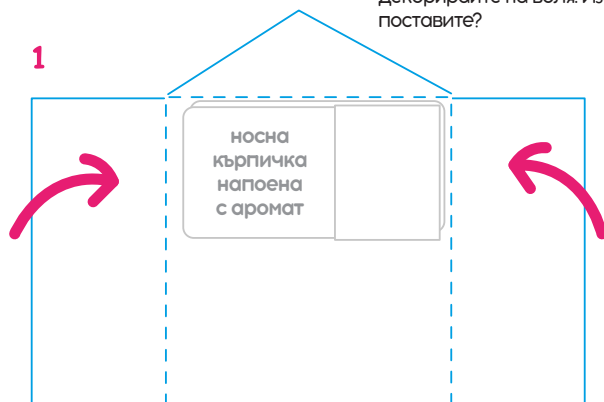 поставите?
1
носна
кърпичка
напоена
с аромат